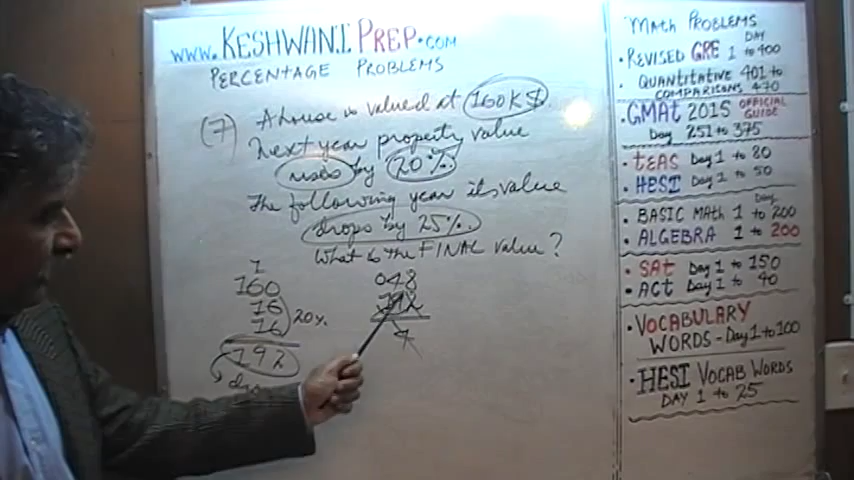 www.KESHWANIPREP.COM
PERCENTAGE PROBLEMS
(7) A house is valued at 160K $.
Next year property value
rises by 20%.
The following year its value
drops by 25%.
What is the FINAL value?
1
160
16
16 20%
192
048
192
4
MATH PROBLEMS
• REVISED GRE DAY 1 to 400
• QUANTITATIVE 401 to
COMPARISONS 470
• GMAt 2015 OFFICIAL GUIDE
Day 251 to 375
• tEAS Day 1 to 80
• HESI Day 1 to 50
Day
• BASIC MAth 1 to 200
• ALGEBRA 1 to 200
• SAt Day 1 to 150
• ACT Day 1 to 40
• VOCABULARY
WORDS - Day 1 to 100
• HESI VOCAB WORDS
DAY 1 to 25